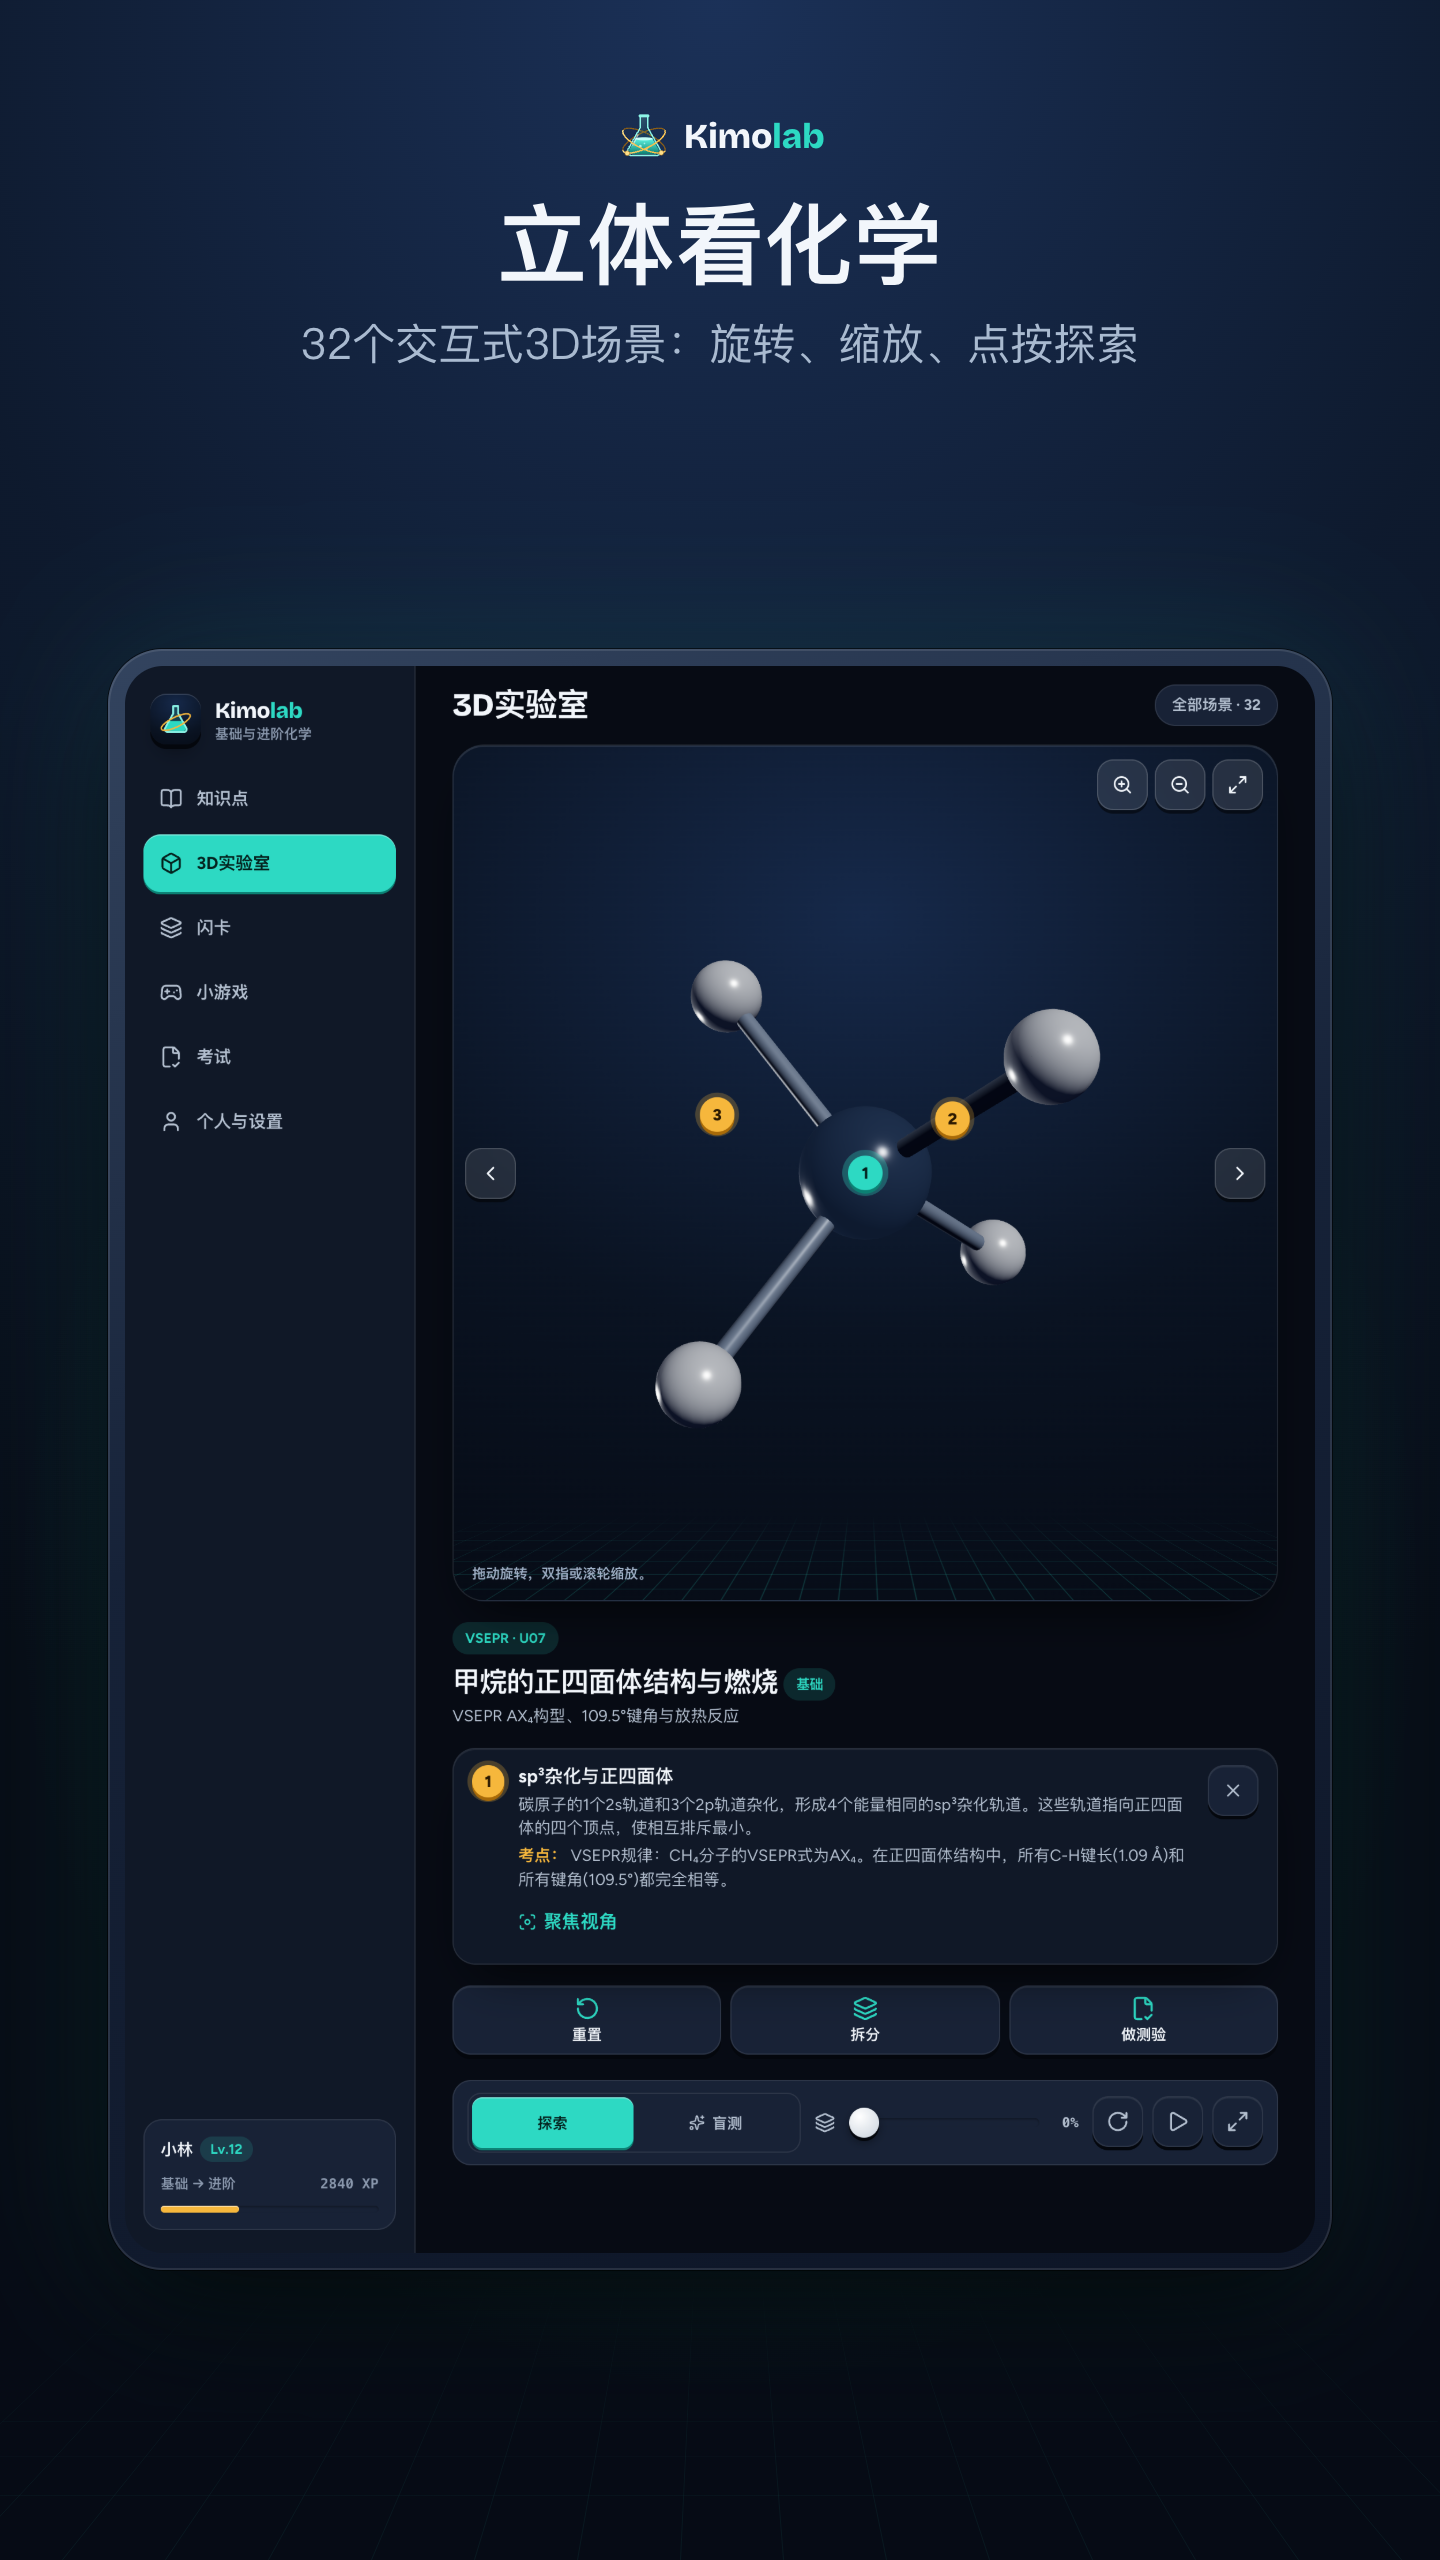 Kimolab
立体看化学
32个交互式3D场景：旋转、缩放、点按探索
Kimolab
基础与进阶化学
知识点
3D实验室
闪卡
小游戏
考试
个人与设置
小林 Lv.12
基础 → 进阶 2840 XP
3D实验室
全部场景 · 32
3
2
1
拖动旋转，双指或滚轮缩放。
VSEPR · U07
甲烷的正四面体结构与燃烧 基础
VSEPR AX₄构型、109.5°键角与放热反应
1 sp³杂化与正四面体
碳原子的1个2s轨道和3个2p轨道杂化，形成4个能量相同的sp³杂化轨道。这些轨道指向正四面
体的四个顶点，使相互排斥最小。
考点： VSEPR规律：CH₄分子的VSEPR式为AX₄。在正四面体结构中，所有C-H键长(1.09 Å)和
所有键角(109.5°)都完全相等。
聚焦视角
重置
拆分
做测验
探索
盲测
0%